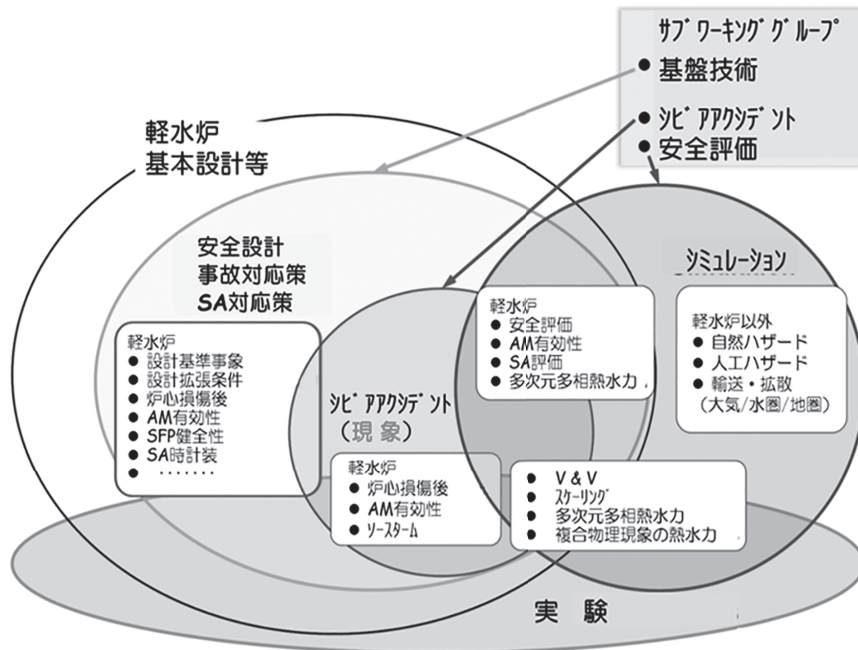 サブワーキンググループ
● 基盤技術
● シビアアクシデント
● 安全評価
軽水炉
基本設計等
安全設計
事故対応策
SA対応策
シミュレーション
軽水炉
● 設計基準事象
● 設計拡張条件
● 炉心損傷後
● AM有効性
● SFP健全性
● SA時計装
● ・・・・・・・
シビアアクシデント
(現象)
軽水炉
● 炉心損傷後
● AM有効性
● ソースターム
軽水炉
● 安全評価
● AM有効性
● SA評価
● 多次元多相熱水力
軽水炉以外
● 自然ハザード
● 人工ハザード
● 輸送・拡散
(大気/水圏/地圏)
● V & V
● スケーリング
● 多次元多相熱水力
● 複合物理現象の熱水力
実 験